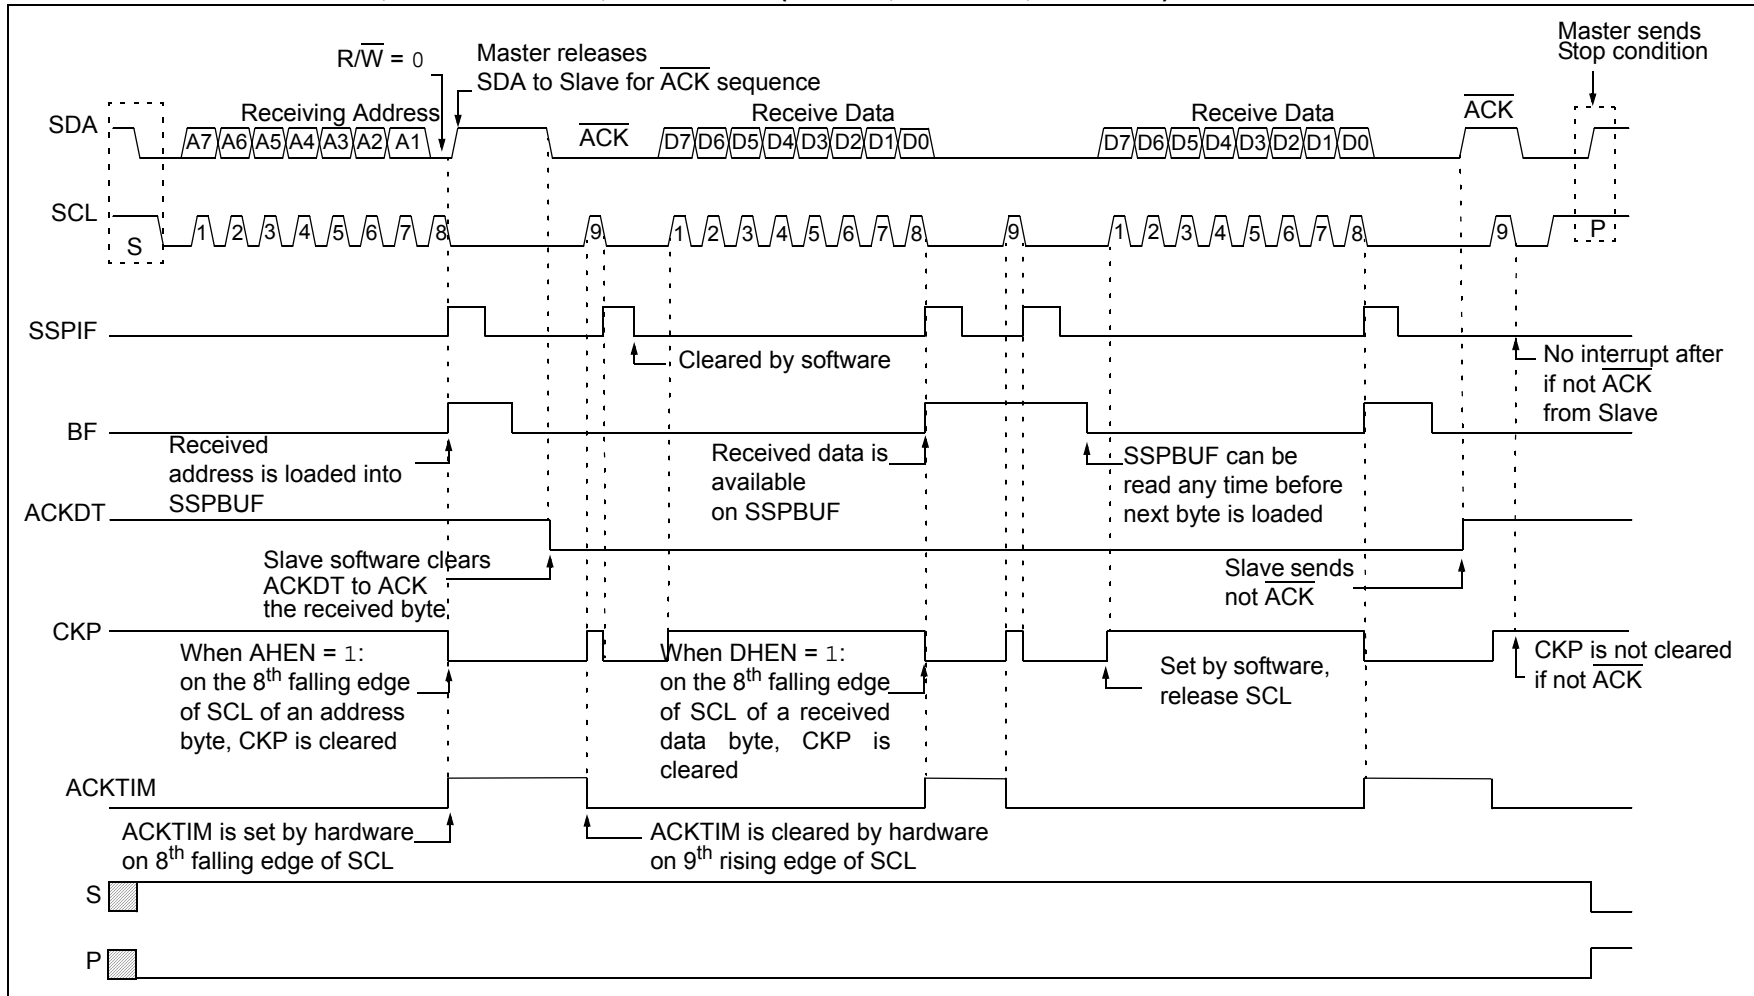 R/W = 0
Master releases
SDA to Slave for ACK sequence
Master sends
Stop condition
SDA
Receiving Address
A7 A6 A5 A4 A3 A2 A1
ACK
Receive Data
D7 D6 D5 D4 D3 D2 D1 D0
Receive Data
D7 D6 D5 D4 D3 D2 D1 D0
ACK
SCL
S
1 2 3 4 5 6 7 8 9
1 2 3 4 5 6 7 8 9
1 2 3 4 5 6 7 8 9
P
SSPIF
Cleared by software
No interrupt after
if not ACK
from Slave
BF
Received
address is loaded into
SSPBUF
Received data is
available
on SSPBUF
SSPBUF can be
read any time before
next byte is loaded
ACKDT
Slave software clears
ACKDT to ACK
the received byte
Slave sends
not ACK
CKP
When AHEN = 1:
on the 8th falling edge
of SCL of an address
byte, CKP is cleared
When DHEN = 1:
on the 8th falling edge
of SCL of a received
data byte, CKP is
cleared
Set by software,
release SCL
CKP is not cleared
if not ACK
ACKTIM
ACKTIM is set by hardware
on 8th falling edge of SCL
ACKTIM is cleared by hardware
on 9th rising edge of SCL
S
P